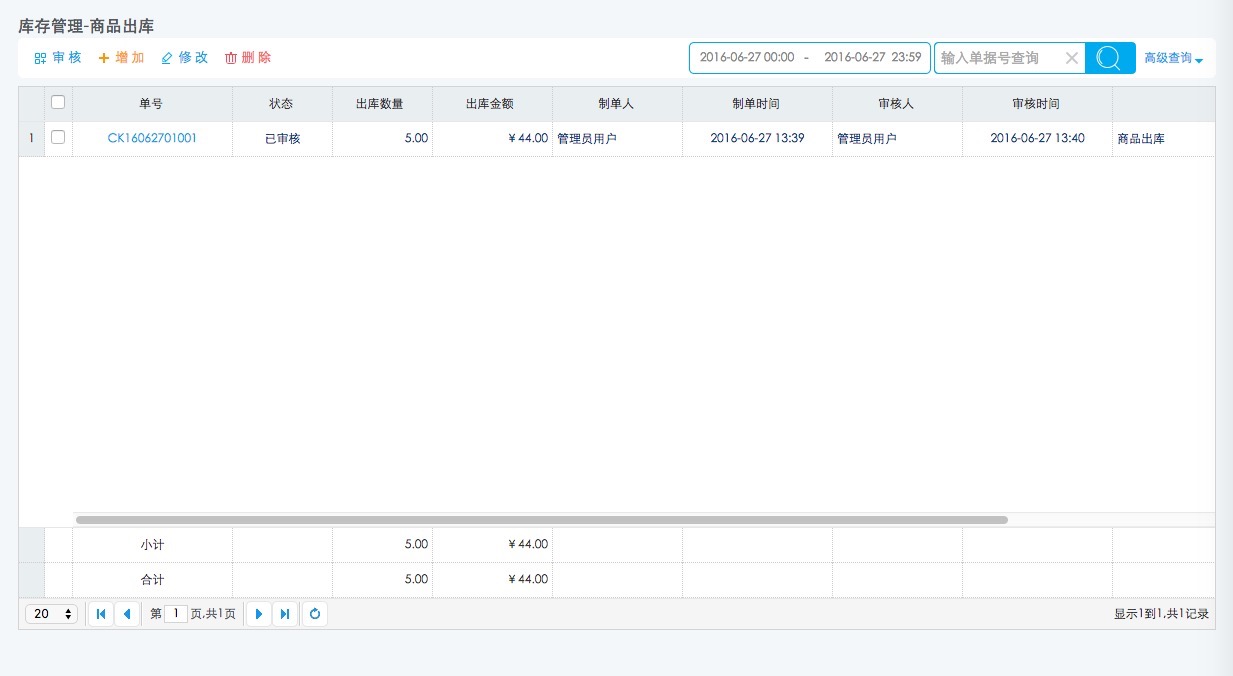 库存管理-商品出库
审 核 增 加 修 改 删 除 2016-06-27 00:00 - 2016-06-27 23:59 输入单据号查询 高级查询
单号 状态 出库数量 出库金额 制单人 制单时间 审核人 审核时间
1 CK16062701001 已审核 5.00 ¥44.00 管理员用户 2016-06-27 13:39 管理员用户 2016-06-27 13:40 商品出库
小计 5.00 ¥44.00
合计 5.00 ¥44.00
20 第 1 页,共1页 显示1到1,共1记录